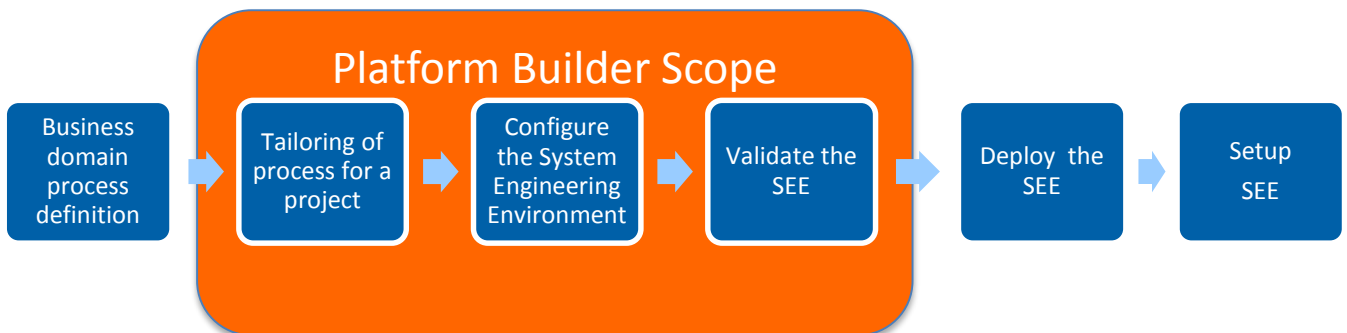 Platform Builder Scope
Business
domain
process
definition
Tailoring of
process for a
project
Configure
the System
Engineering
Environment
Validate the
SEE
Deploy the
SEE
Setup
SEE